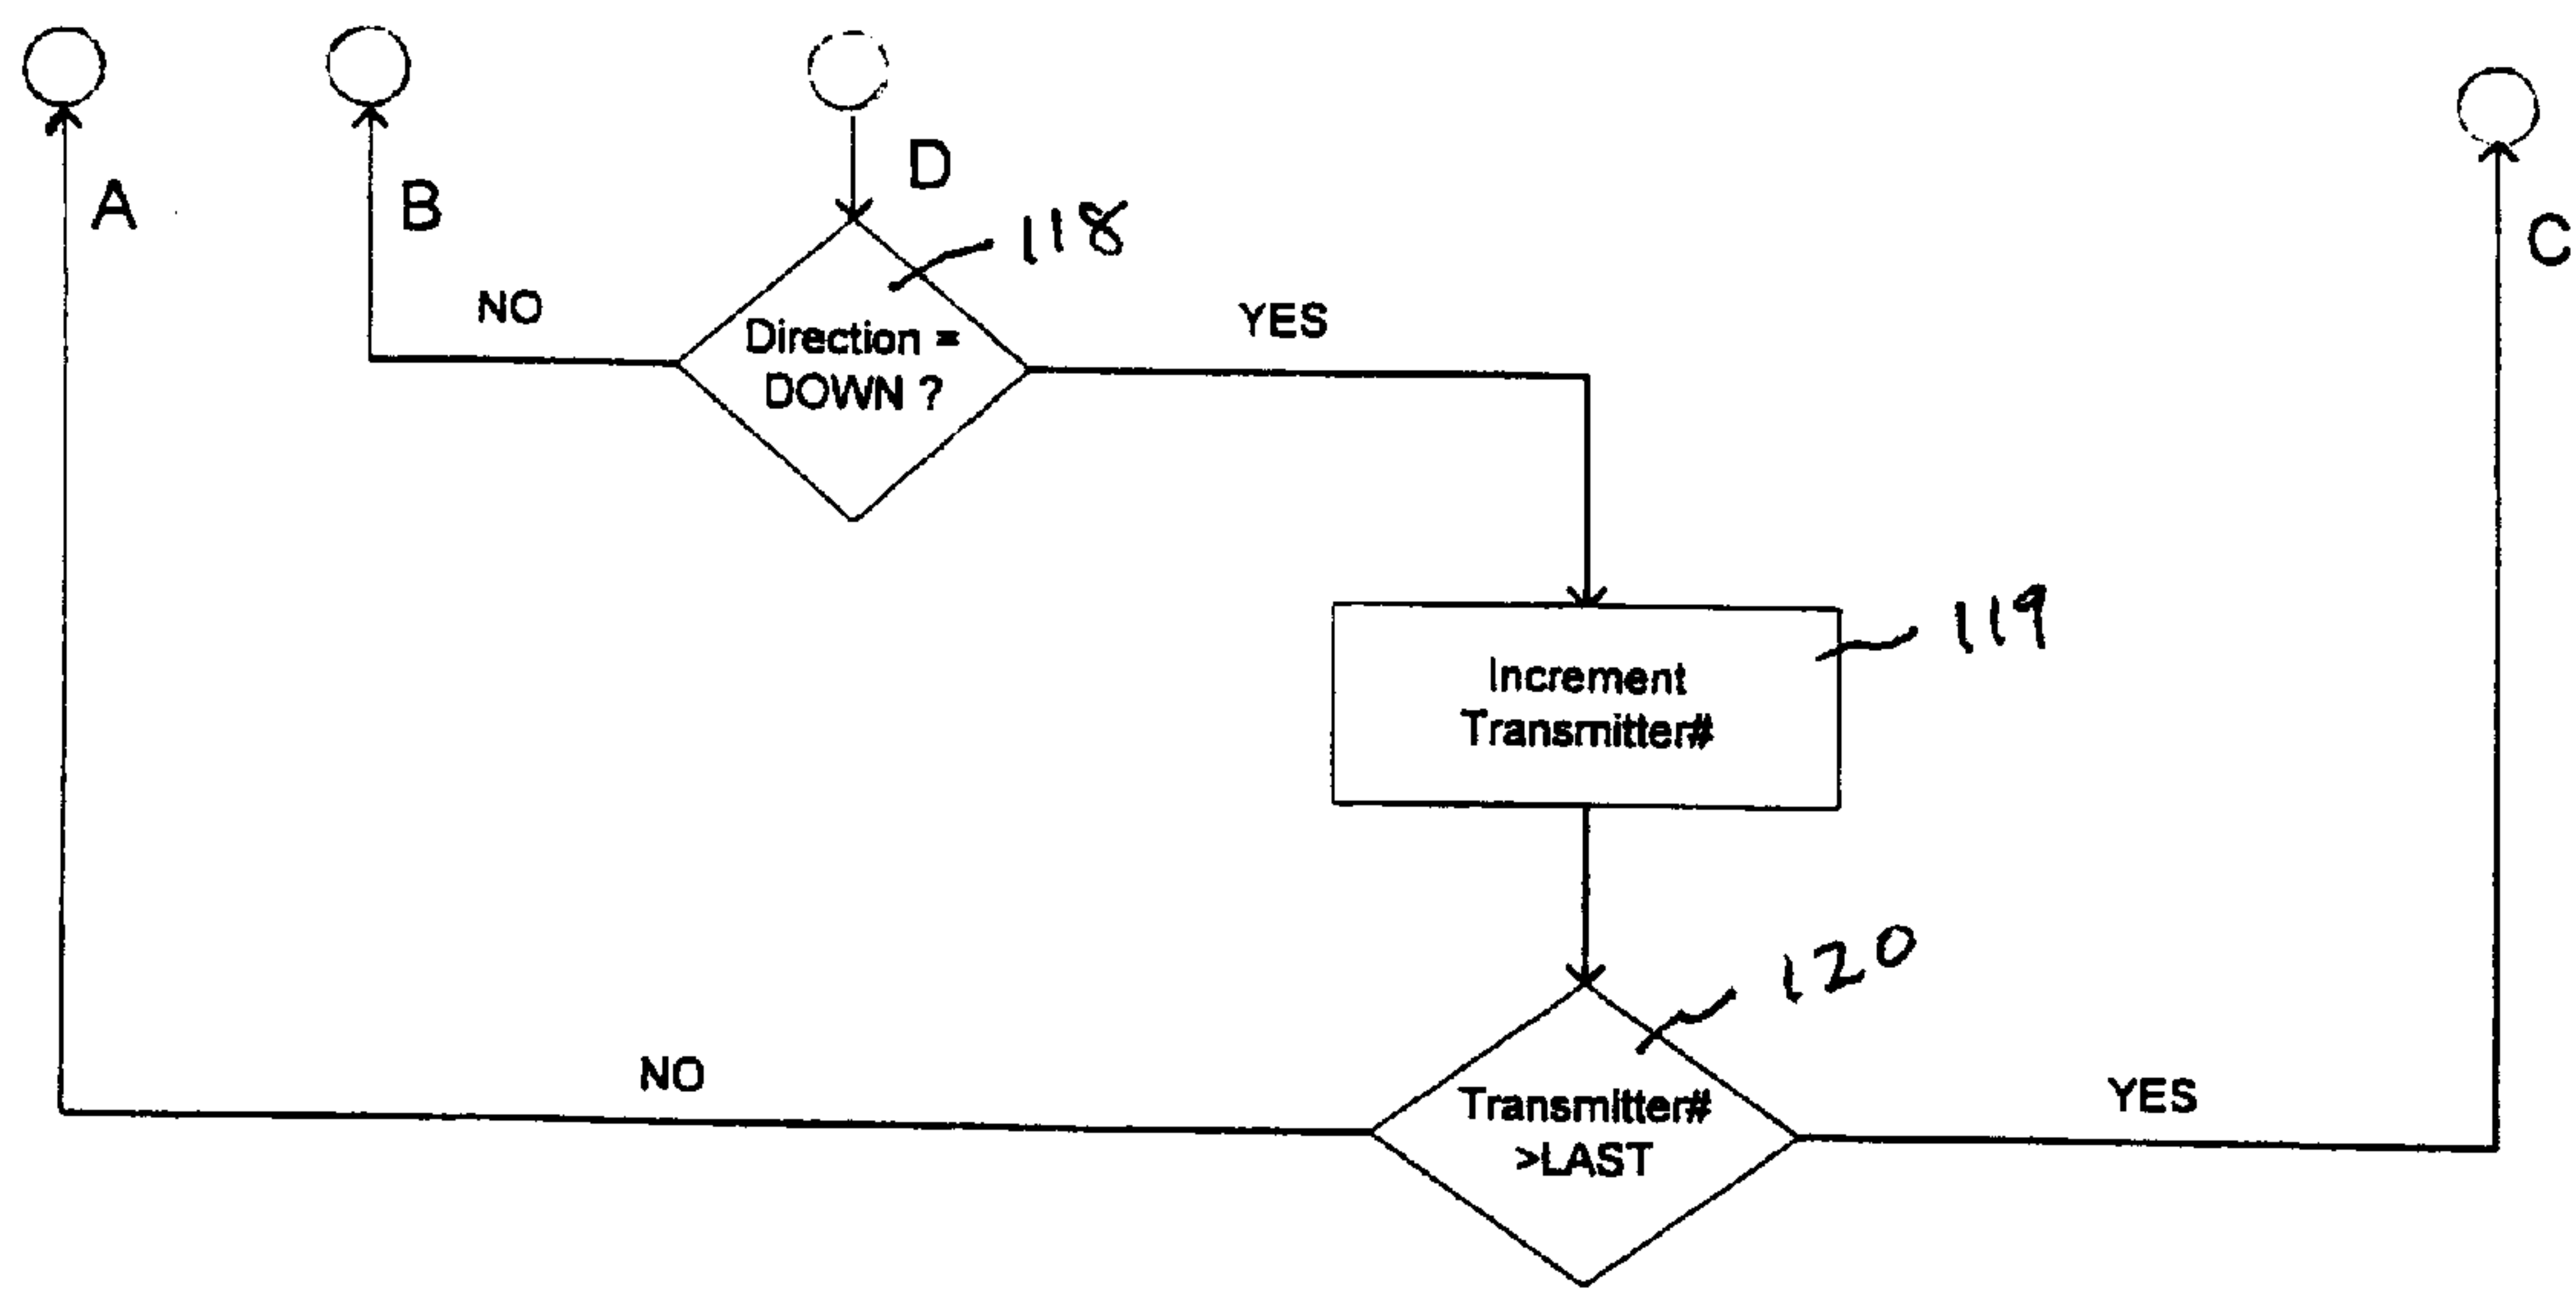 A
B
D
C
118
NO
YES
Direction =
DOWN ?
119
Increment
Transmitter#
120
NO
YES
Transmitter#
>LAST